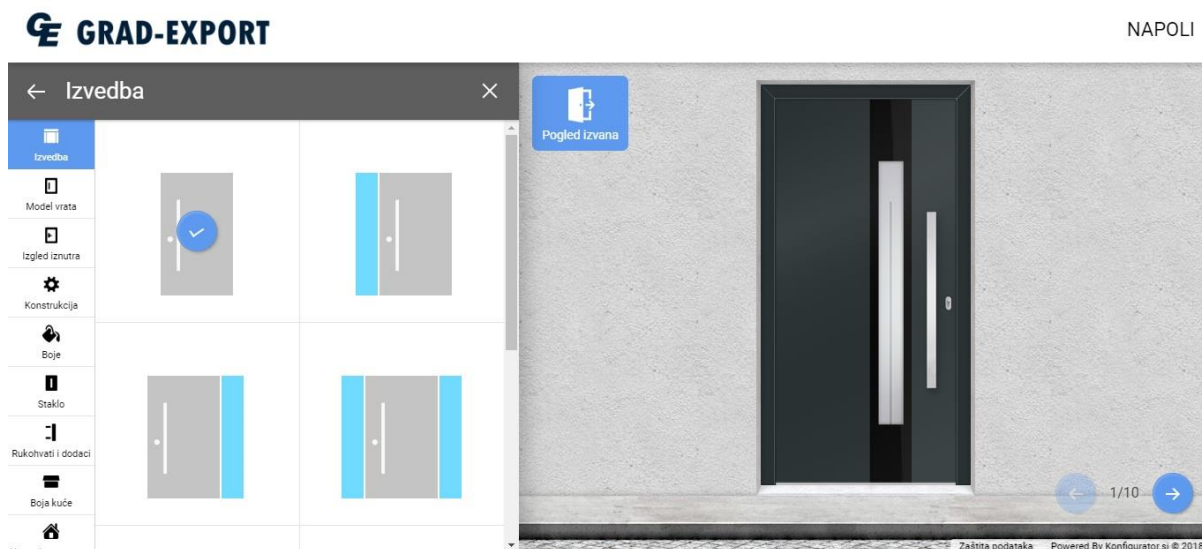 GRAD-EXPORT
NAPOLI
Izvedba
Pogled izvana
Izvedba
Model vrata
Izgled iznutra
Konstrukcija
Boje
Staklo
Rukohvati i dodaci
Boja kuće
1/10
Zaštita podataka Powered By Konfigurator.si © 2018